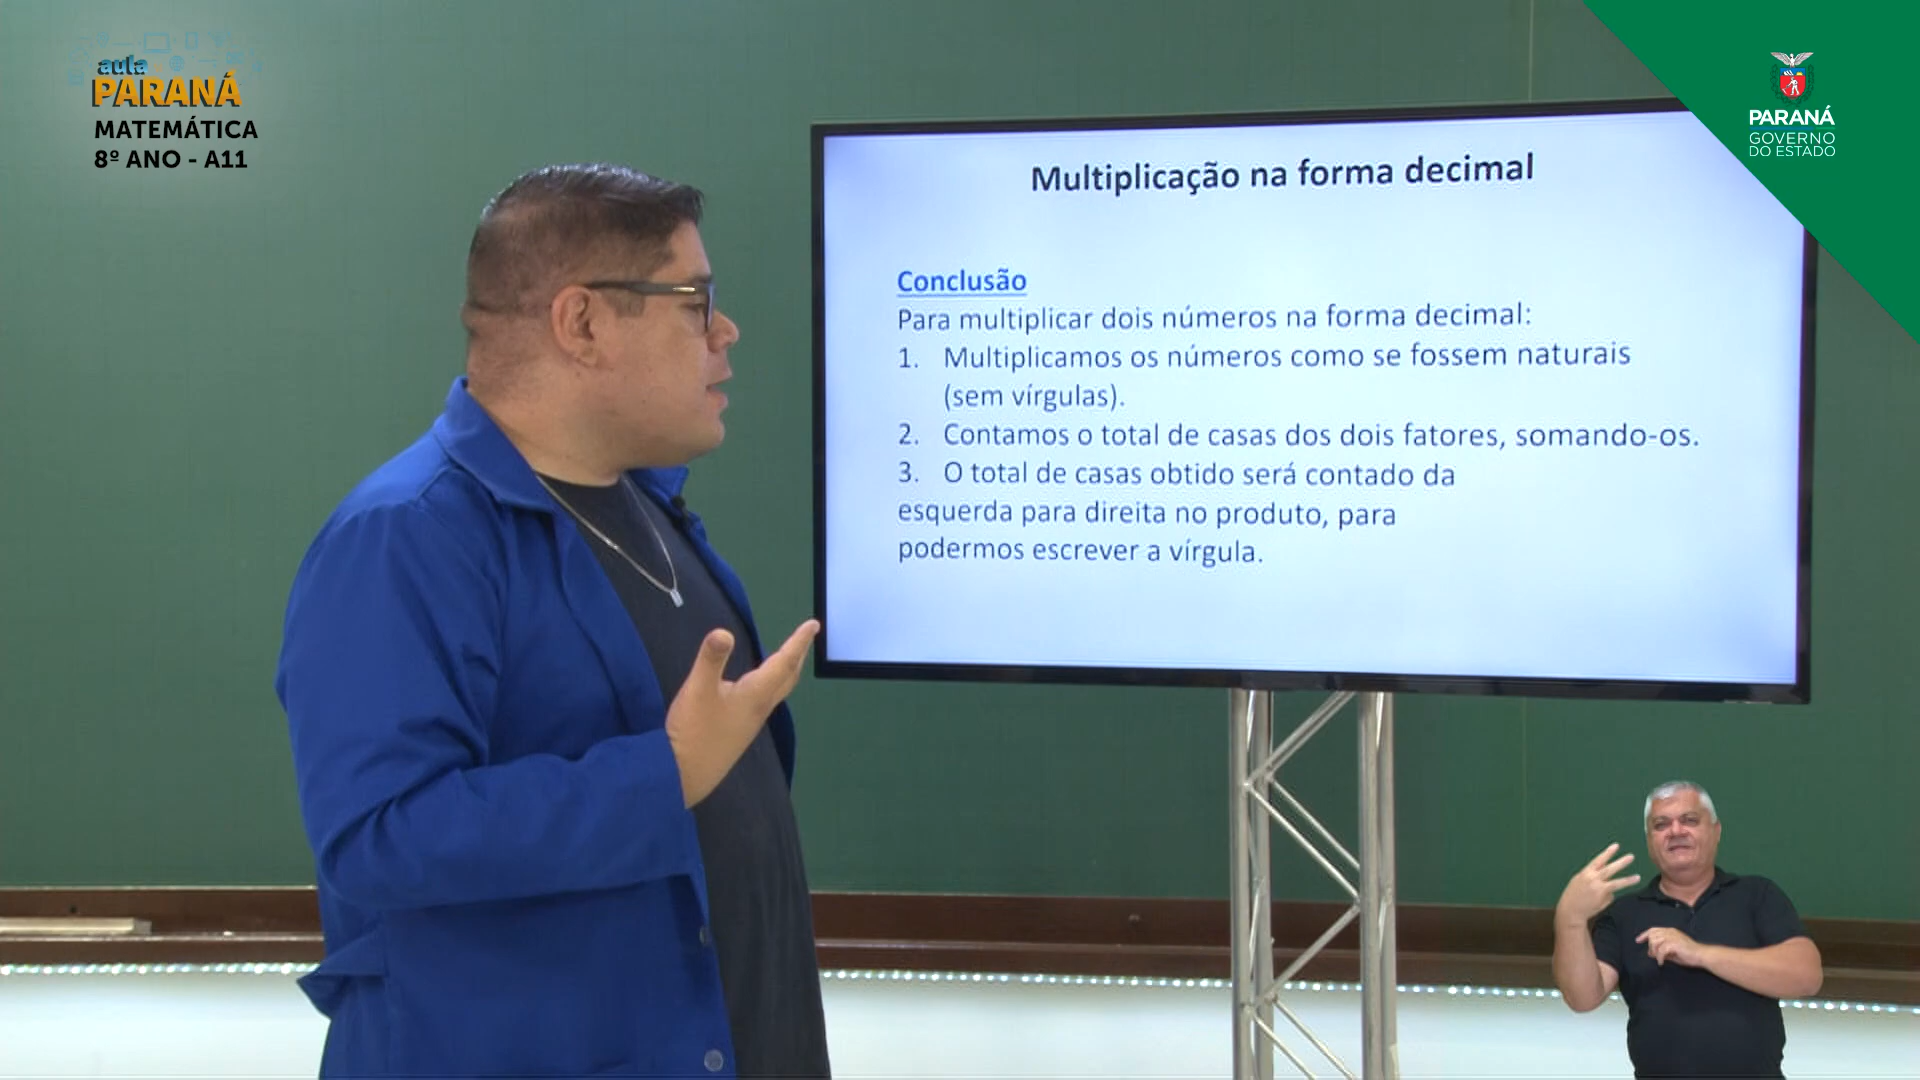 aula
PARANÁ
MATEMÁTICA
8º ANO - A11
PARANÁ
GOVERNO
DO ESTADO
Multiplicação na forma decimal
Conclusão
Para multiplicar dois números na forma decimal:
1. Multiplicamos os números como se fossem naturais
(sem vírgulas).
2. Contamos o total de casas dos dois fatores, somando-os.
3. O total de casas obtido será contado da
esquerda para direita no produto, para
podermos escrever a vírgula.